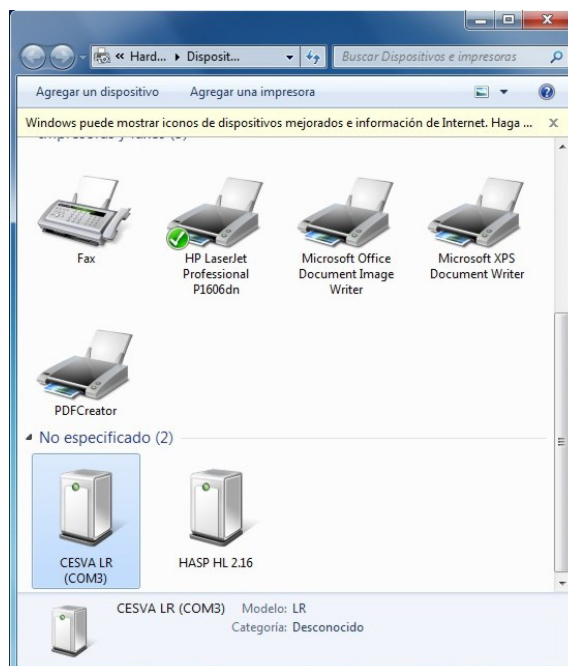 « Hard... ▸ Disposit...
Buscar Dispositivos e impresoras
Agregar un dispositivo Agregar una impresora
Windows puede mostrar iconos de dispositivos mejorados e información de Internet. Haga ...
Fax
HP LaserJet
Professional
P1606dn
Microsoft Office
Document Image
Writer
Microsoft XPS
Document Writer
PDFCreator
No especificado (2)
CESVA LR
(COM3)
HASP HL 2.16
CESVA LR (COM3) Modelo: LR
Categoría: Desconocido